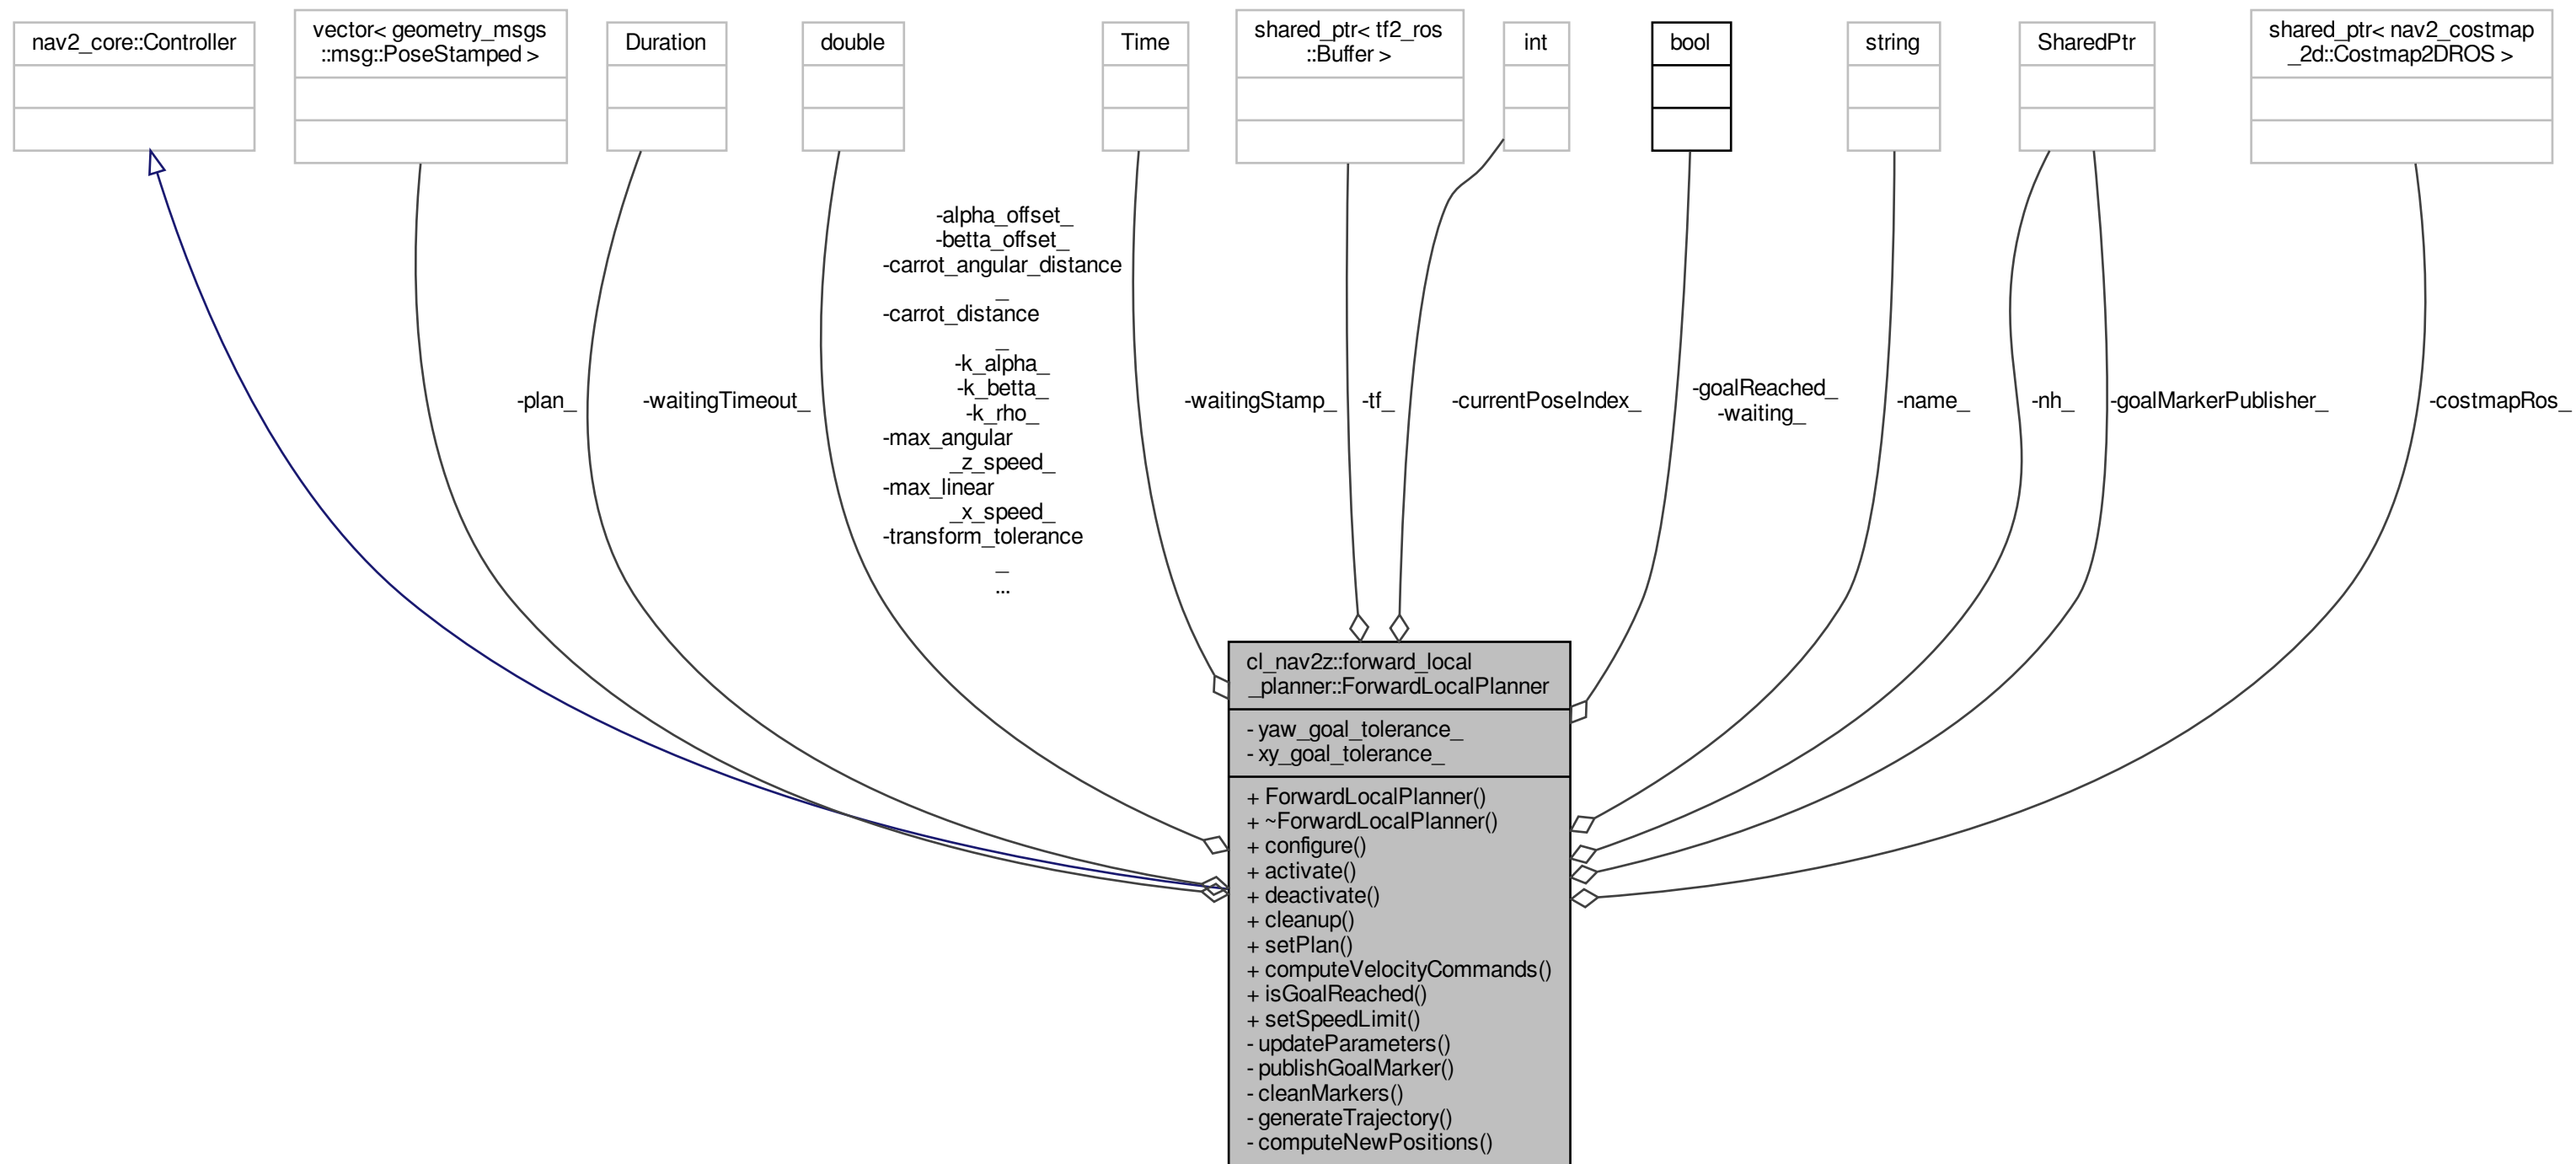 nav2_core::Controller
vector< geometry_msgs
::msg::PoseStamped >
Duration
double
Time
shared_ptr< tf2_ros
::Buffer >
int
bool
string
SharedPtr
shared_ptr< nav2_costmap
_2d::Costmap2DROS >
-plan_
-waitingTimeout_
-alpha_offset_
-betta_offset_
-carrot_angular_distance
_
-carrot_distance
_
-k_alpha_
-k_betta_
-k_rho_
-max_angular
_z_speed_
-max_linear
_x_speed_
-transform_tolerance
_
...
-waitingStamp_
-tf_
-currentPoseIndex_
-goalReached_
-waiting_
-name_
-nh_
-goalMarkerPublisher_
-costmapRos_
cl_nav2z::forward_local
_planner::ForwardLocalPlanner
- yaw_goal_tolerance_
- xy_goal_tolerance_
+ ForwardLocalPlanner()
+ ~ForwardLocalPlanner()
+ configure()
+ activate()
+ deactivate()
+ cleanup()
+ setPlan()
+ computeVelocityCommands()
+ isGoalReached()
+ setSpeedLimit()
- updateParameters()
- publishGoalMarker()
- cleanMarkers()
- generateTrajectory()
- computeNewPositions()